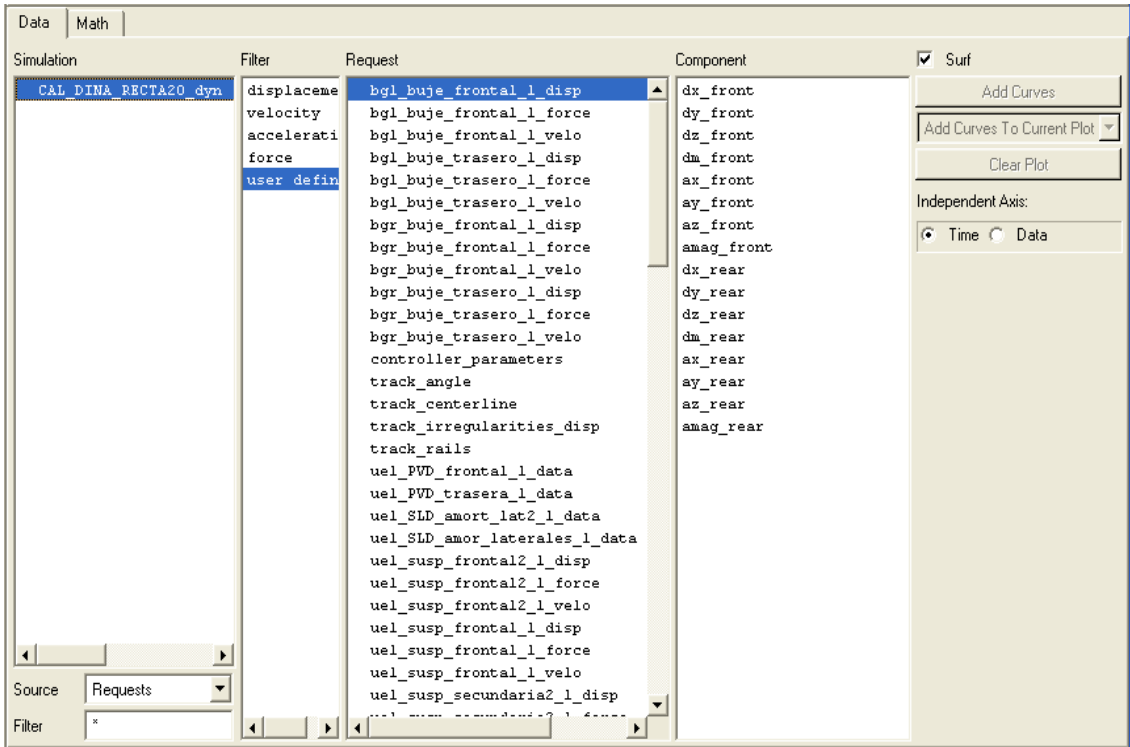 Data Math
Simulation Filter Request Component Surf
CAL_DINA_RECTA20_dyn
displaceme
velocity
accelerati
force
user defin
bgl_buje_frontal_l_disp
bgl_buje_frontal_l_force
bgl_buje_frontal_l_velo
bgl_buje_trasero_l_disp
bgl_buje_trasero_l_force
bgl_buje_trasero_l_velo
bgr_buje_frontal_l_disp
bgr_buje_frontal_l_force
bgr_buje_frontal_l_velo
bgr_buje_trasero_l_disp
bgr_buje_trasero_l_force
bgr_buje_trasero_l_velo
controller_parameters
track_angle
track_centerline
track_irregularities_disp
track_rails
uel_PVD_frontal_l_data
uel_PVD_trasera_l_data
uel_SLD_amort_lat2_l_data
uel_SLD_amor_laterales_l_data
uel_susp_frontal2_l_disp
uel_susp_frontal2_l_force
uel_susp_frontal2_l_velo
uel_susp_frontal_l_disp
uel_susp_frontal_l_force
uel_susp_frontal_l_velo
uel_susp_secundaria2_l_disp
dx_front
dy_front
dz_front
dm_front
ax_front
ay_front
az_front
amag_front
dx_rear
dy_rear
dz_rear
dm_rear
ax_rear
ay_rear
az_rear
amag_rear
Add Curves
Add Curves To Current Plot
Clear Plot
Independent Axis:
Time Data
Source Requests
Filter *